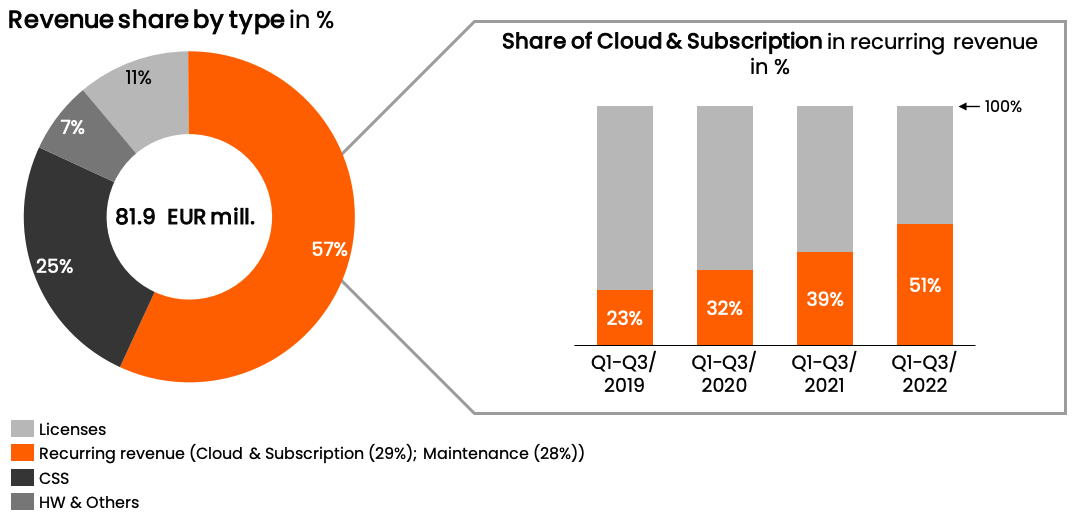 Revenue share by type in %
11%
7%
81.9 EUR mill.
57%
25%
Share of Cloud & Subscription in recurring revenue
in %
100%
23%
32%
39%
51%
Q1-Q3/
2019
Q1-Q3/
2020
Q1-Q3/
2021
Q1-Q3/
2022
Licenses
Recurring revenue (Cloud & Subscription (29%); Maintenance (28%))
CSS
HW & Others